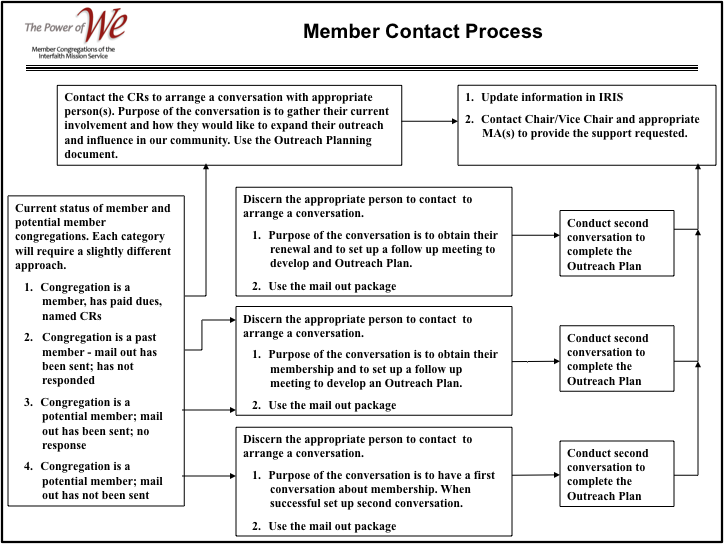 The Power of We
Member Congregations of the
Interfaith Mission Service
Member Contact Process
Contact the CRs to arrange a conversation with appropriate
person(s). Purpose of the conversation is to gather their current
involvement and how they would like to expand their outreach
and influence in our community. Use the Outreach Planning
document.
1. Update information in IRIS
2. Contact Chair/Vice Chair and appropriate
MA(s) to provide the support requested.
Current status of member and
potential member
congregations. Each category
will require a slightly different
approach.
1. Congregation is a
member, has paid dues,
named CRs
2. Congregation is a past
member - mail out has
been sent; has not
responded
3. Congregation is a
potential member; mail
out has been sent; no
response
4. Congregation is a
potential member; mail
out has not been sent
Discern the appropriate person to contact to
arrange a conversation.
1. Purpose of the conversation is to obtain their
renewal and to set up a follow up meeting to
develop and Outreach Plan.
2. Use the mail out package
Conduct second
conversation to
complete the
Outreach Plan
Discern the appropriate person to contact to
arrange a conversation.
1. Purpose of the conversation is to obtain their
membership and to set up a follow up
meeting to develop an Outreach Plan.
2. Use the mail out package
Conduct second
conversation to
complete the
Outreach Plan
Discern the appropriate person to contact to
arrange a conversation.
1. Purpose of the conversation is to have a first
conversation about membership. When
successful set up second conversation.
2. Use the mail out package
Conduct second
conversation to
complete the
Outreach Plan